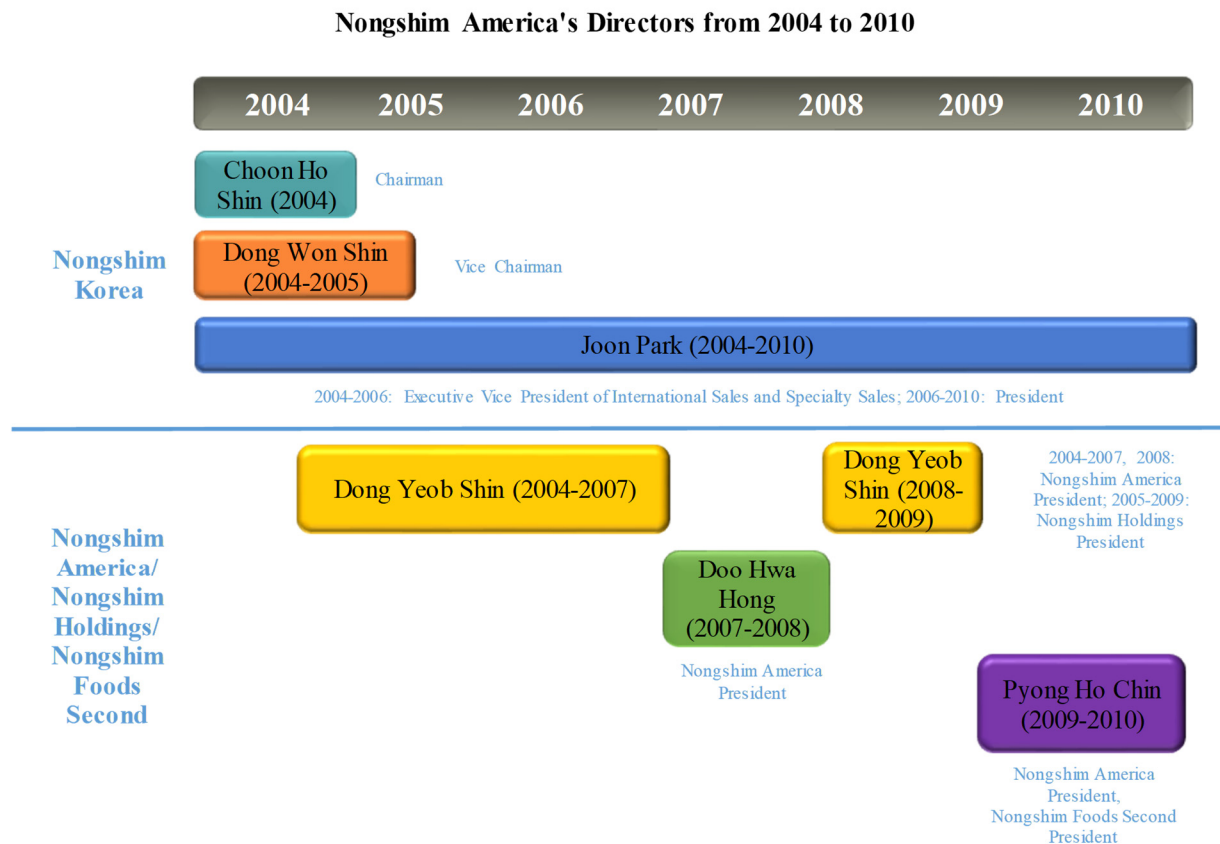 Nongshim America's Directors from 2004 to 2010
2004 2005 2006 2007 2008 2009 2010
Choon Ho
Shin (2004)
Chairman
Nongshim
Korea
Dong Won Shin
(2004-2005)
Vice Chairman
Joon Park (2004-2010)
2004-2006: Executive Vice President of International Sales and Specialty Sales; 2006-2010: President
Nongshim
America/
Nongshim
Holdings/
Nongshim
Foods
Second
Dong Yeob Shin (2004-2007)
Dong Yeob
Shin (2008-
2009)
2004-2007, 2008:
Nongshim America
President; 2005-2009:
Nongshim Holdings
President
Doo Hwa
Hong
(2007-2008)
Nongshim America
President
Pyong Ho Chin
(2009-2010)
Nongshim America
President,
Nongshim Foods Second
President